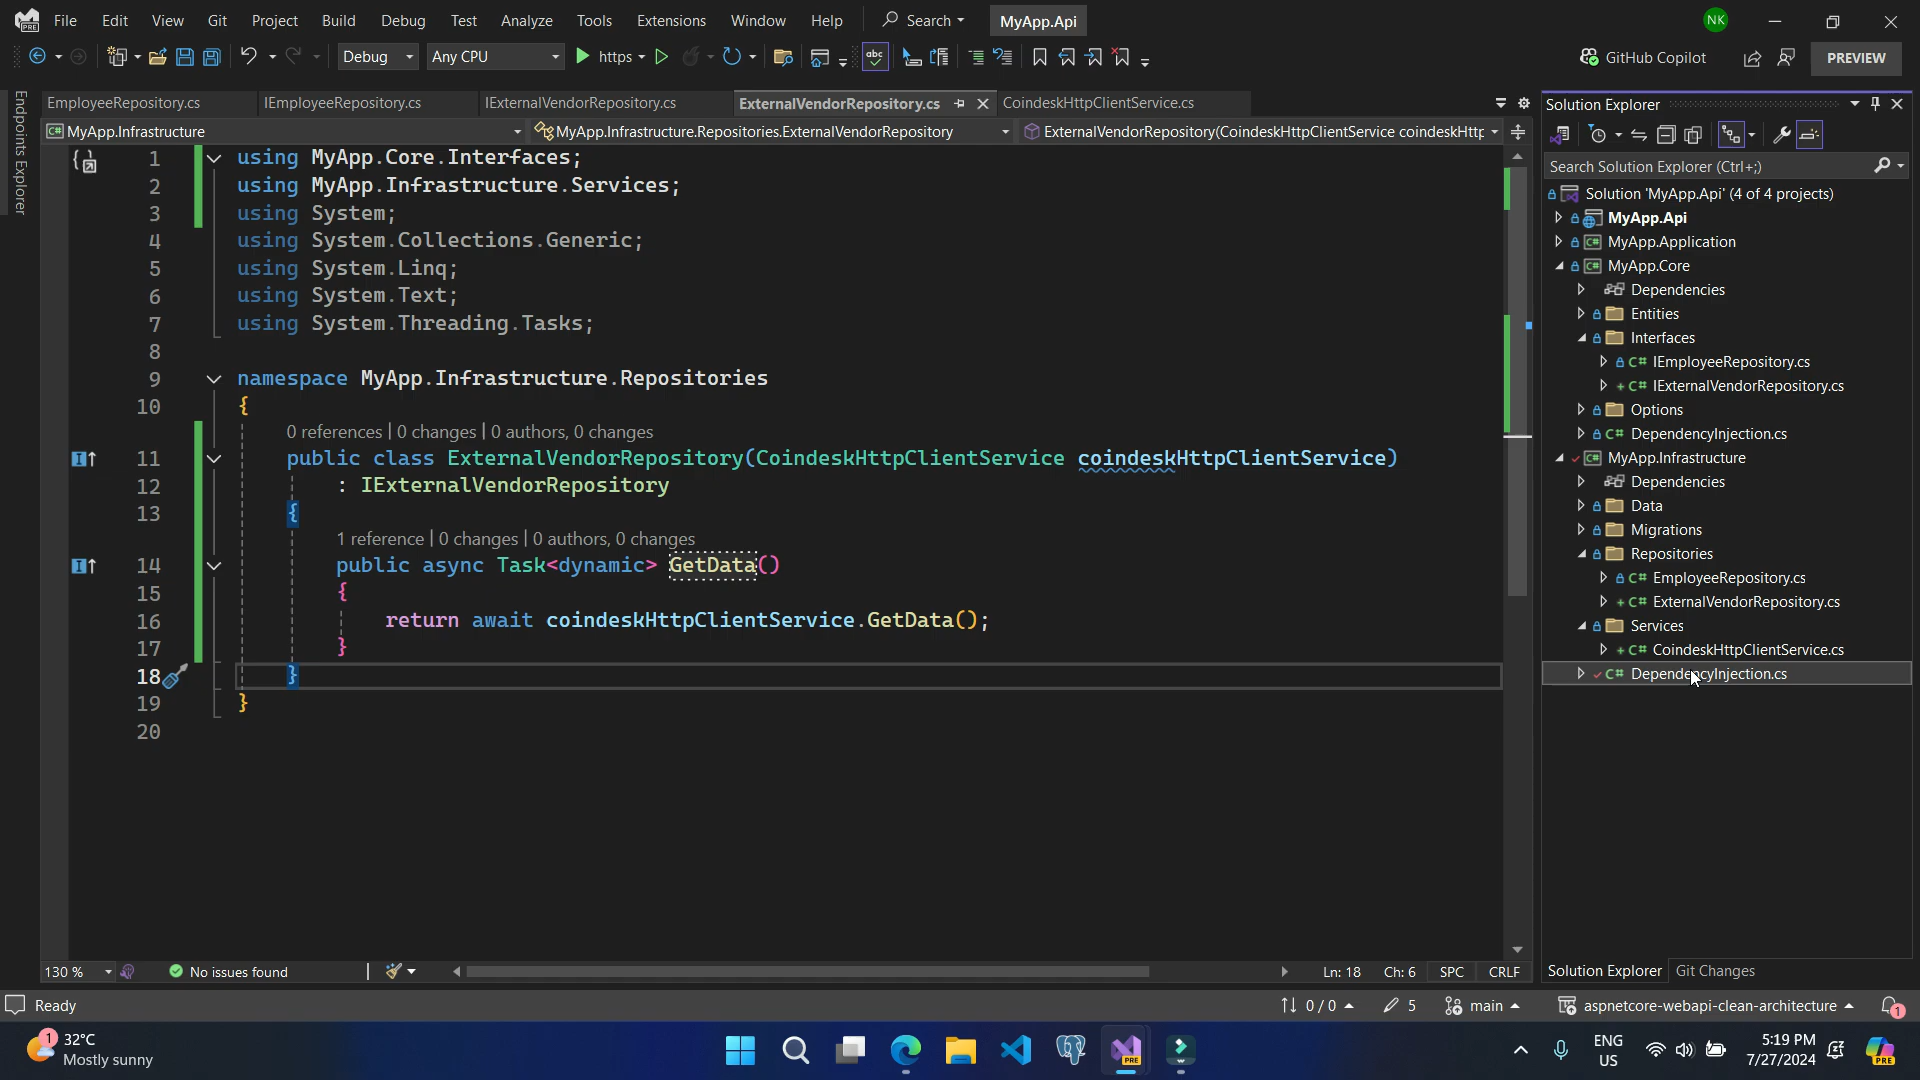 File Edit View Git Project Build Debug Test Analyze Tools Extensions Window Help Search MyApp.Api NK
Debug Any CPU https GitHub Copilot PREVIEW
Endpoints Explorer
EmployeeRepository.cs IEmployeeRepository.cs IExternalVendorRepository.cs ExternalVendorRepository.cs CoindeskHttpClientService.cs
MyApp.Infrastructure MyApp.Infrastructure.Repositories.ExternalVendorRepository ExternalVendorRepository(CoindeskHttpClientService coindeskHttp
1 using MyApp.Core.Interfaces;
2 using MyApp.Infrastructure.Services;
3 using System;
4 using System.Collections.Generic;
5 using System.Linq;
6 using System.Text;
7 using System.Threading.Tasks;
8
9 namespace MyApp.Infrastructure.Repositories
10 {
0 references | 0 changes | 0 authors, 0 changes
11 public class ExternalVendorRepository(CoindeskHttpClientService coindeskHttpClientService)
12 : IExternalVendorRepository
13 {
1 reference | 0 changes | 0 authors, 0 changes
14 public async Task<dynamic> GetData()
15 {
16 return await coindeskHttpClientService.GetData();
17 }
18 }
19 }
20
130 % No issues found Ln: 18 Ch: 6 SPC CRLF
Solution Explorer
Search Solution Explorer (Ctrl+;)
Solution 'MyApp.Api' (4 of 4 projects)
MyApp.Api
MyApp.Application
MyApp.Core
Dependencies
Entities
Interfaces
IEmployeeRepository.cs
IExternalVendorRepository.cs
Options
DependencyInjection.cs
MyApp.Infrastructure
Dependencies
Data
Migrations
Repositories
EmployeeRepository.cs
ExternalVendorRepository.cs
Services
CoindeskHttpClientService.cs
DependencyInjection.cs
Solution Explorer Git Changes
Ready 0 / 0 5 main aspnetcore-webapi-clean-architecture 1
1 32°C
Mostly sunny
ENG
US
5:19 PM
7/27/2024